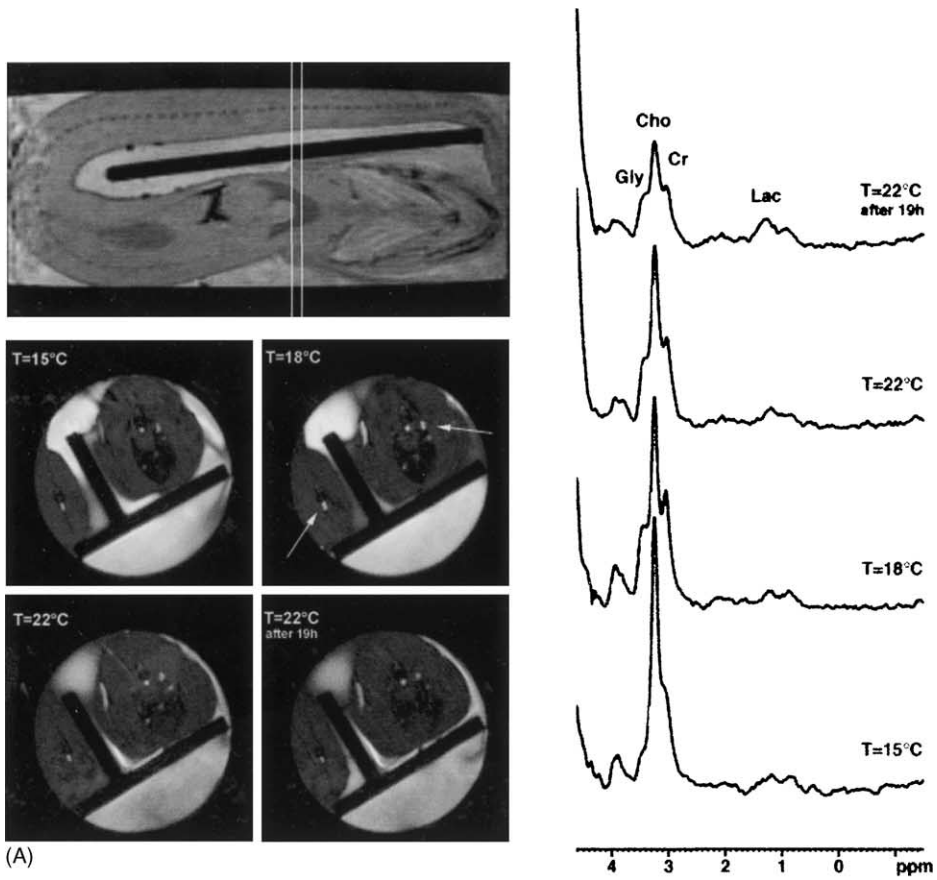 T=15°C
T=18°C
T=22°C
T=22°C
after 19h
(A)
Cho
Gly
Cr
Lac
T=22°C
after 19h
T=22°C
T=18°C
T=15°C
4 3 2 1 0 ppm